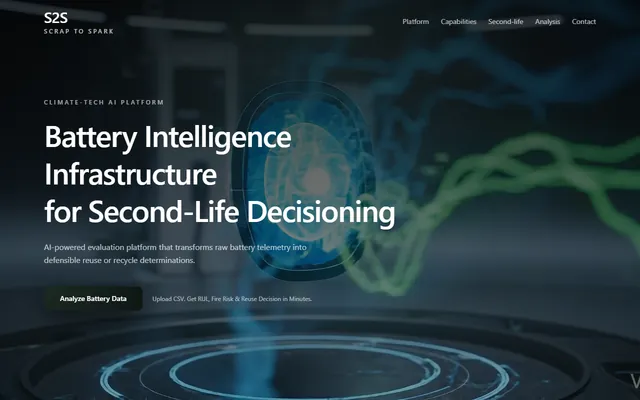 S2S
SCRAP TO SPARK
Platform
Capabilities
Second-life
Analysis
Contact
CLIMATE-TECH AI PLATFORM
Battery Intelligence
Infrastructure
for Second-Life Decisioning
AI-powered evaluation platform that transforms raw battery telemetry into
defensible reuse or recycle determinations.
Analyze Battery Data
Upload CSV. Get RUL, Fire Risk & Reuse Decision in Minutes.